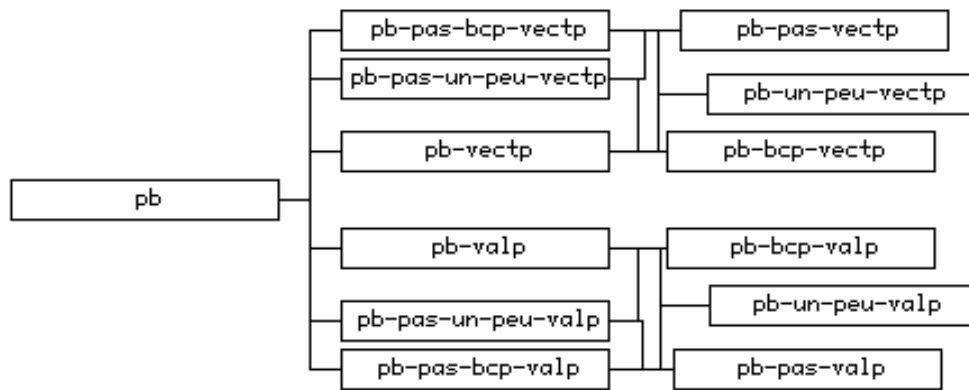 pb-pas-bcp-vectp
pb-pas-vectp
pb-pas-un-peu-vectp
pb-un-peu-vectp
pb-vectp
pb-bcp-vectp
pb
pb-valp
pb-bcp-valp
pb-un-peu-valp
pb-pas-un-peu-valp
pb-pas-bcp-valp
pb-pas-valp